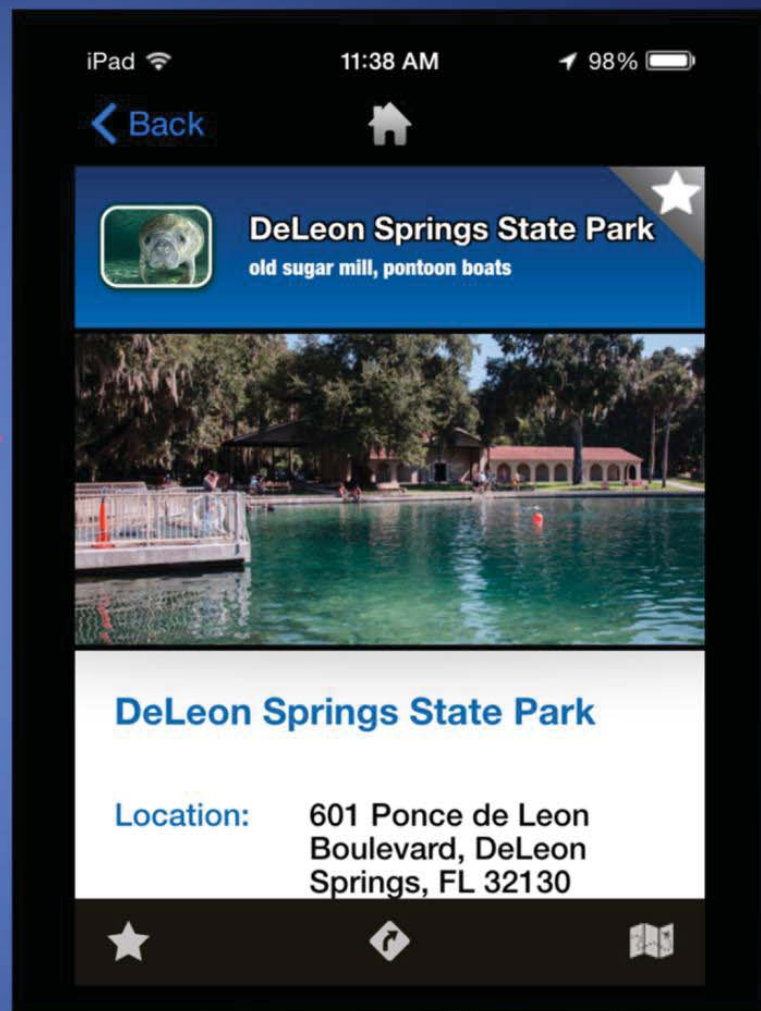 iPad 11:38 AM 98%
Back
DeLeon Springs State Park
old sugar mill, pontoon boats
DeLeon Springs State Park
Location: 601 Ponce de Leon
Boulevard, DeLeon
Springs, FL 32130